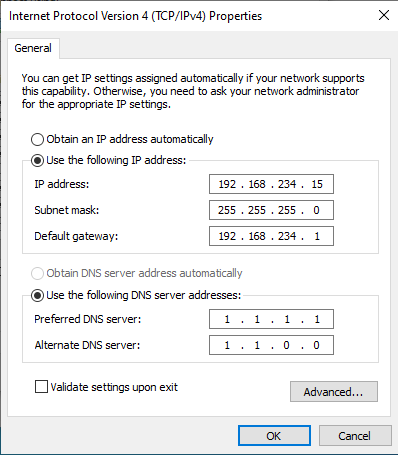 Internet Protocol Version 4 (TCP/IPv4) Properties
General
You can get IP settings assigned automatically if your network supports
this capability. Otherwise, you need to ask your network administrator
for the appropriate IP settings.
Obtain an IP address automatically
Use the following IP address:
IP address: 192 . 168 . 234 . 15
Subnet mask: 255 . 255 . 255 . 0
Default gateway: 192 . 168 . 234 . 1
Obtain DNS server address automatically
Use the following DNS server addresses:
Preferred DNS server: 1 . 1 . 1 . 1
Alternate DNS server: 1 . 1 . 0 . 0
Validate settings upon exit
Advanced...
OK Cancel